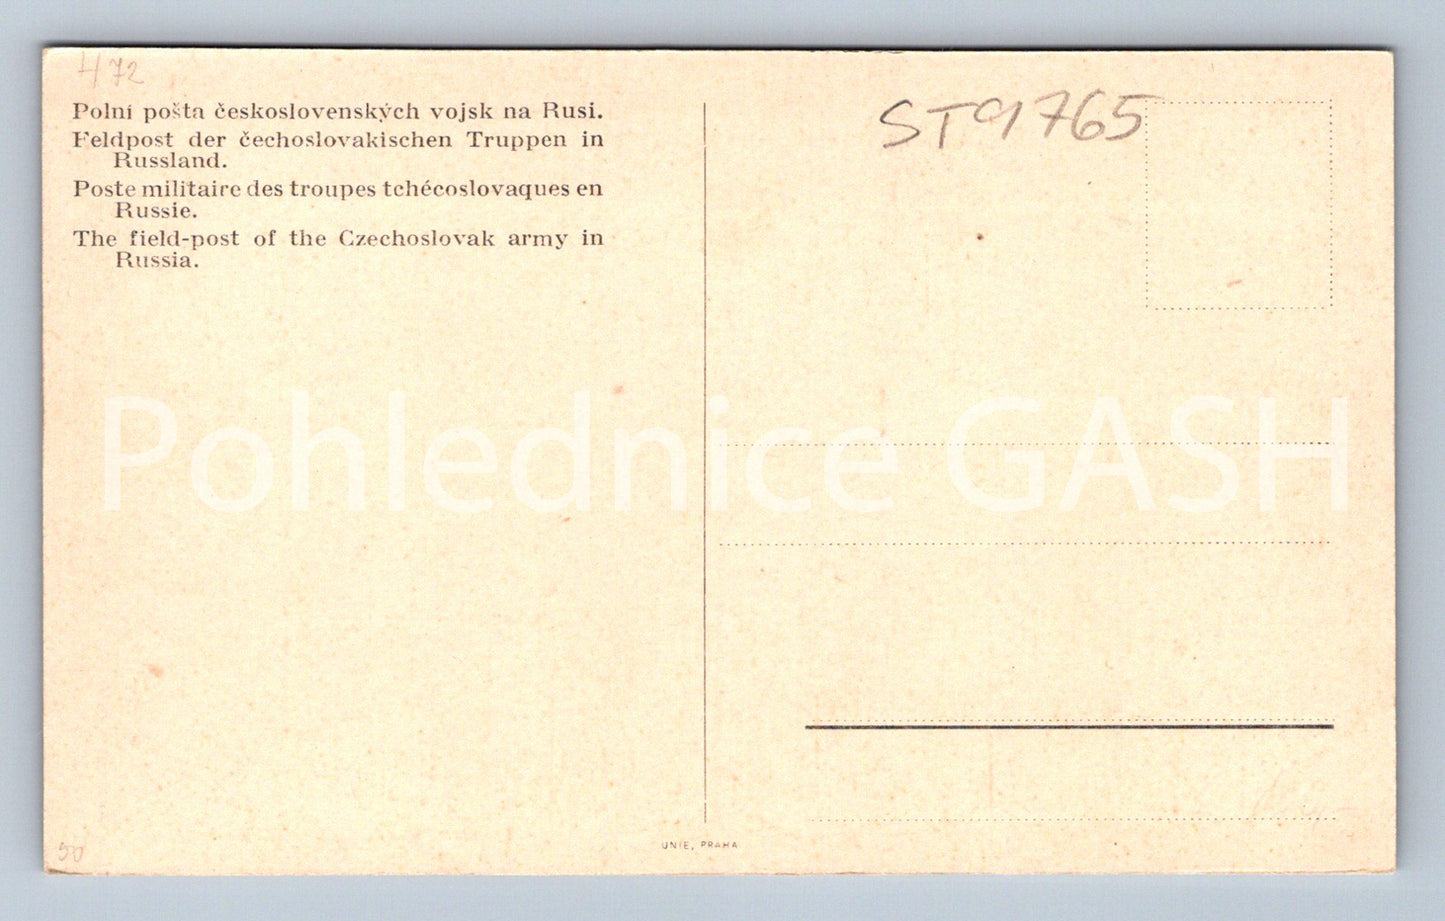 472
Polní pošta československých vojsk na Rusi.
Feldpost der čechoslovakischen Truppen in
Russland.
Poste militaire des troupes tchécoslovaques en
Russie.
The field-post of the Czechoslovak army in
Russia.
ST9765
Pohlednice GASH
UNIE, PRAHA
50